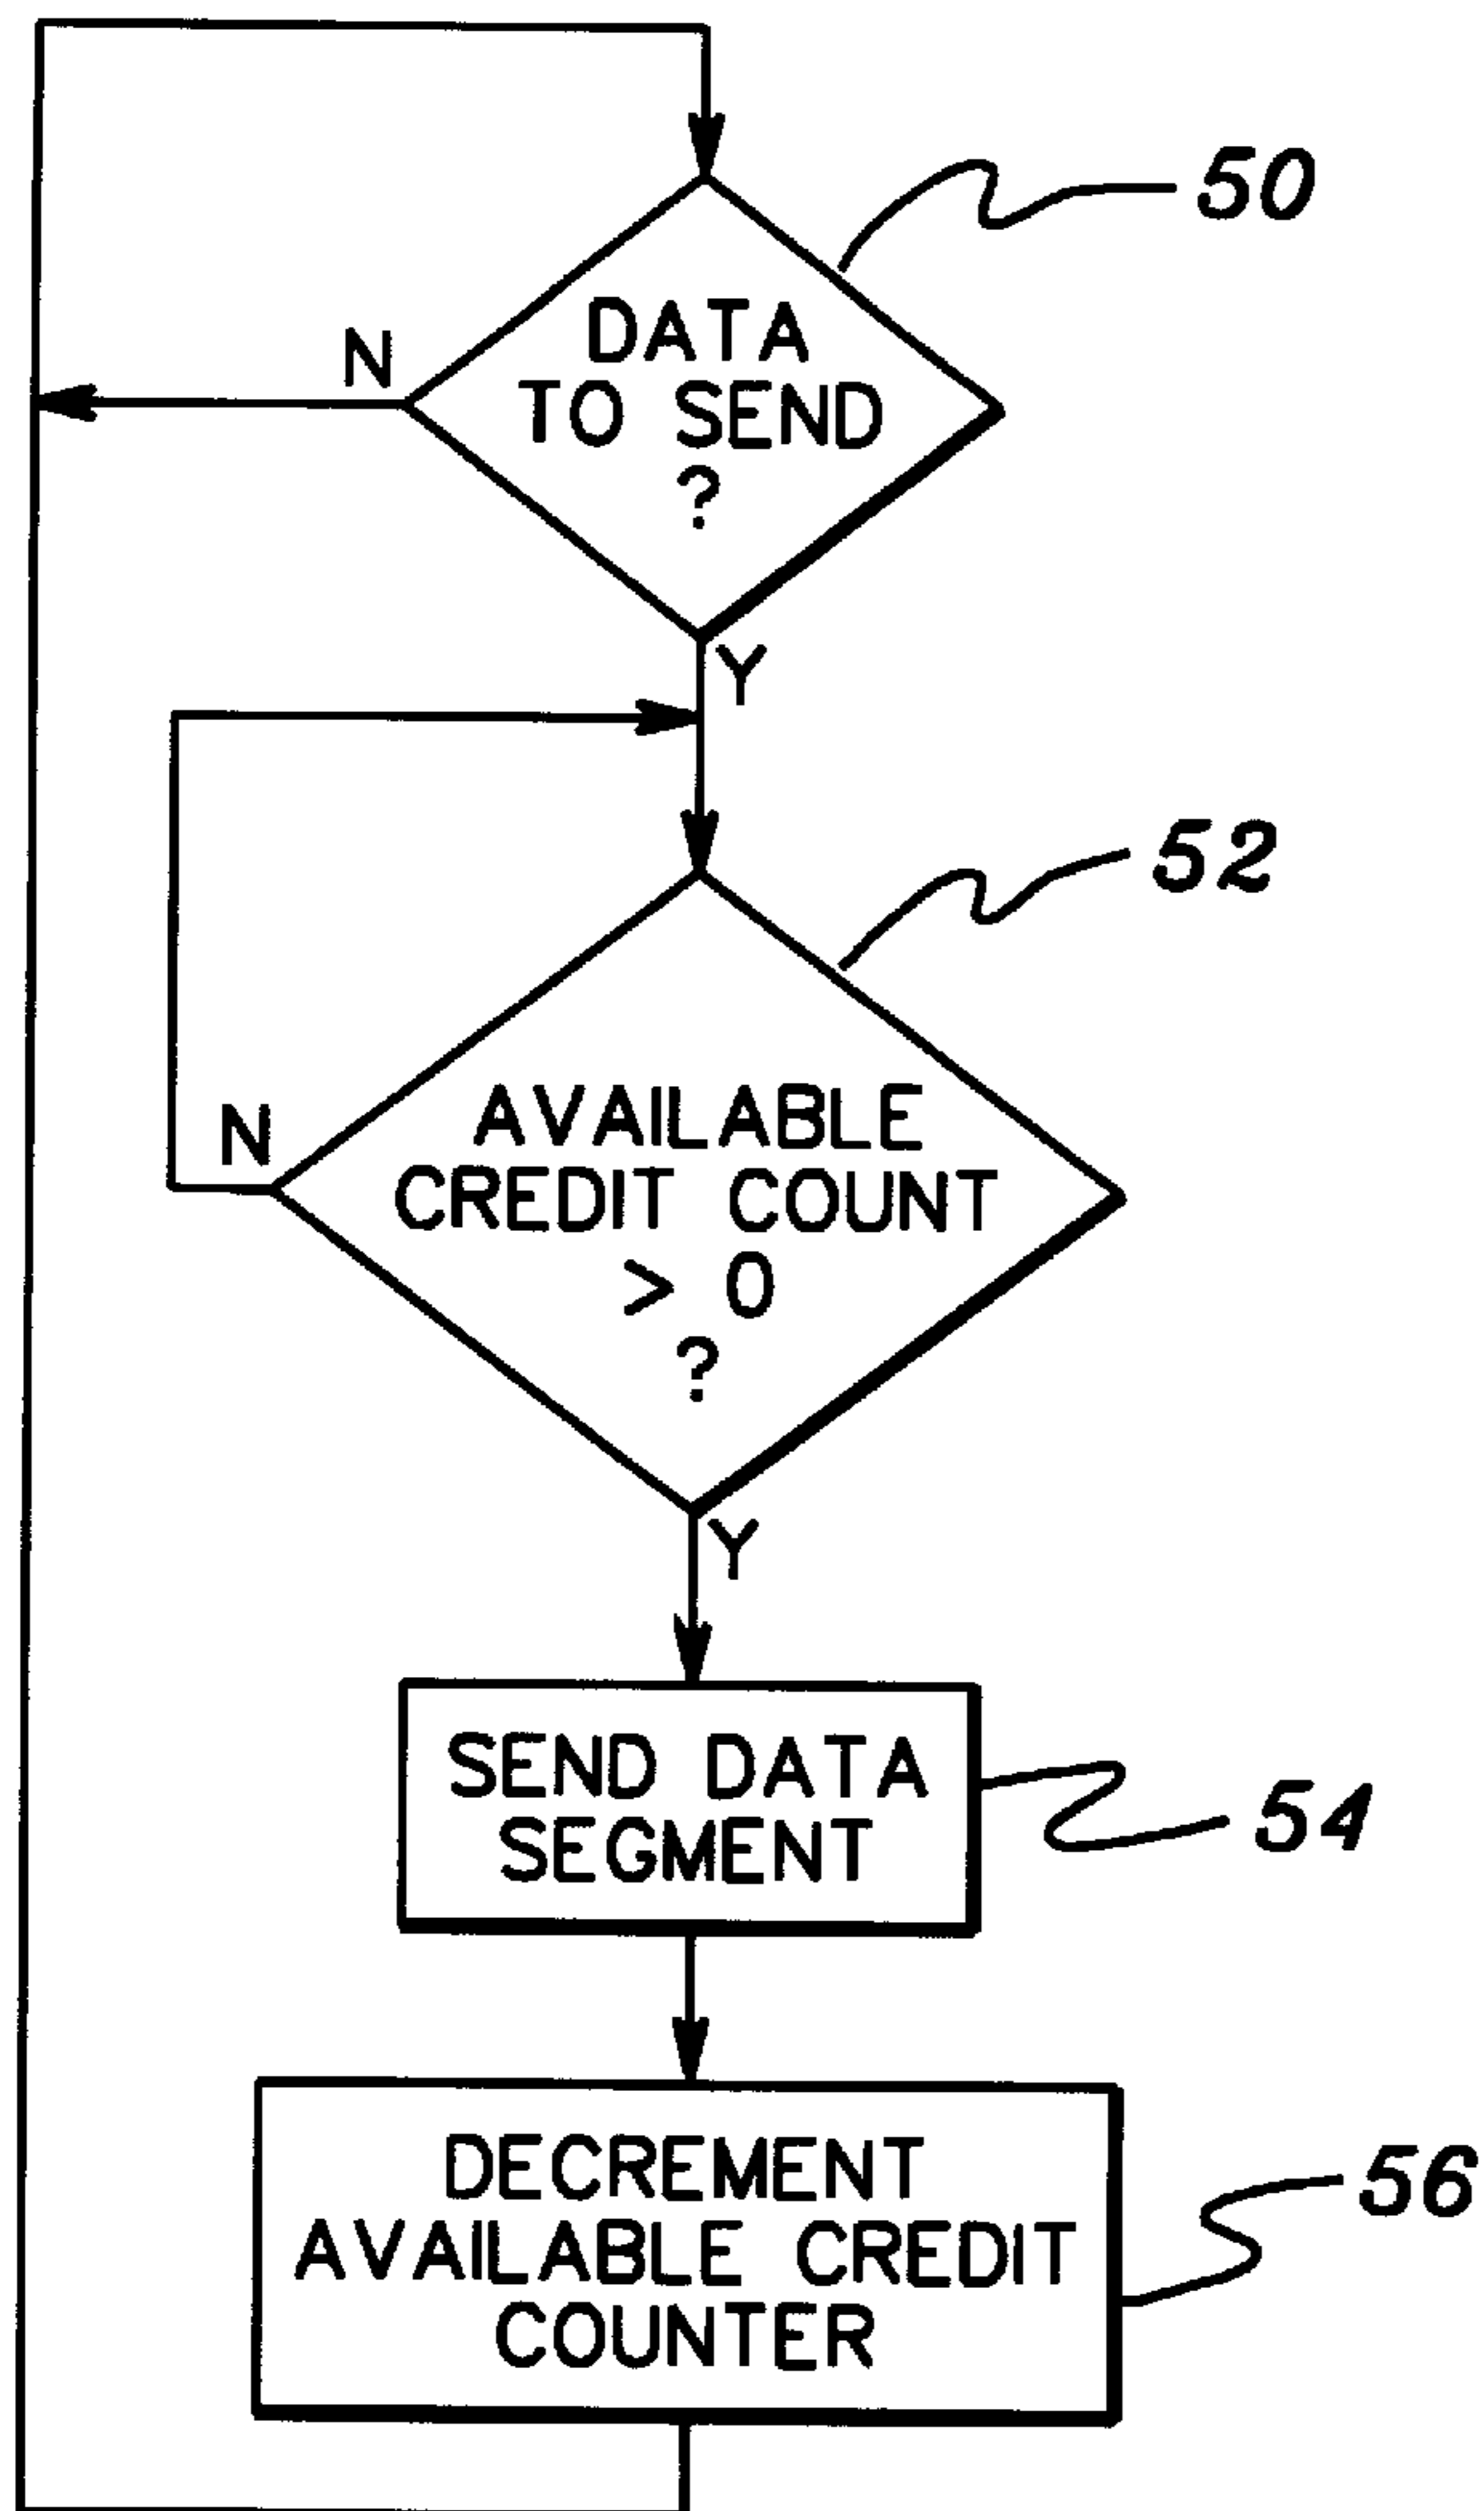 50
DATA
N
TO SEND
?
Y
52
AVAILABLE
N
CREDIT COUNT
> 0
?
Y
SEND DATA
54
SEGMENT
DECREMENT
56
AVAILABLE CREDIT
COUNTER